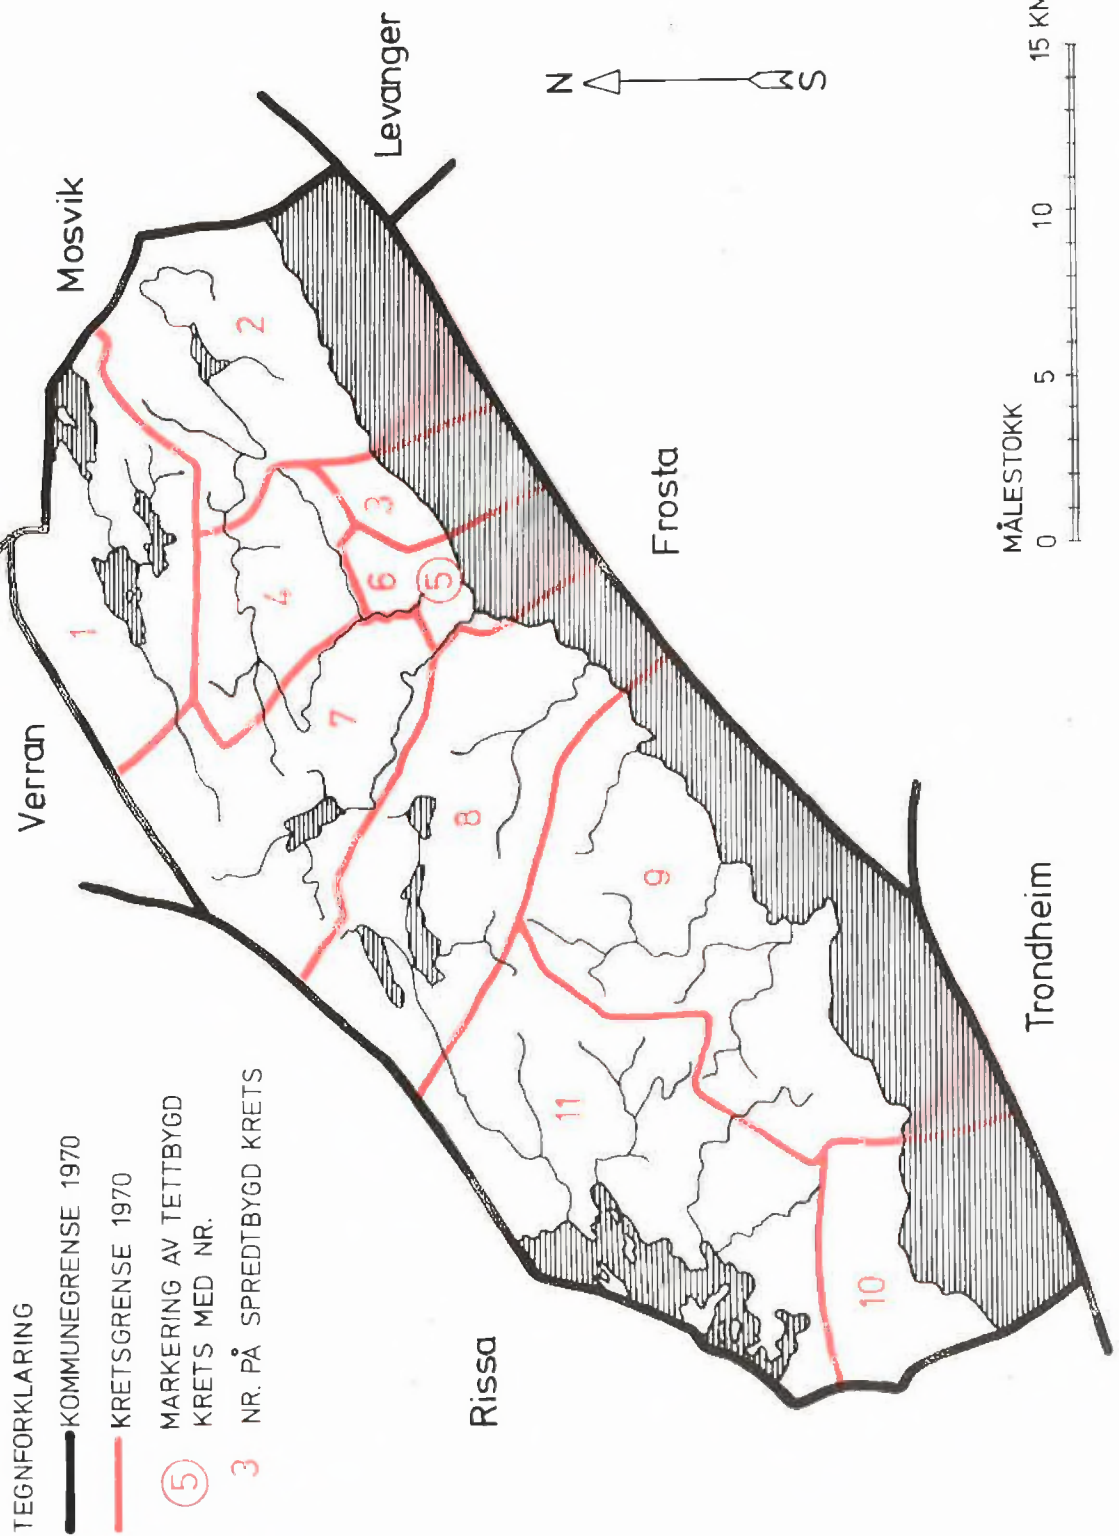 TEGNFORKLARING
KOMMUNEGRENSE 1970
KRETSGRENSE 1970
5 MARKERING AV TETTBYGD
KRETS MED NR.
3 NR. PÅ SPREDTBYGD KRETS
Verran
Mosvik
Levanger
Rissa
Trondheim
Frosta
1
2
3
4
5
6
7
8
9
10
11
N
S
MÅLESTOKK
0 5 10 15 KM